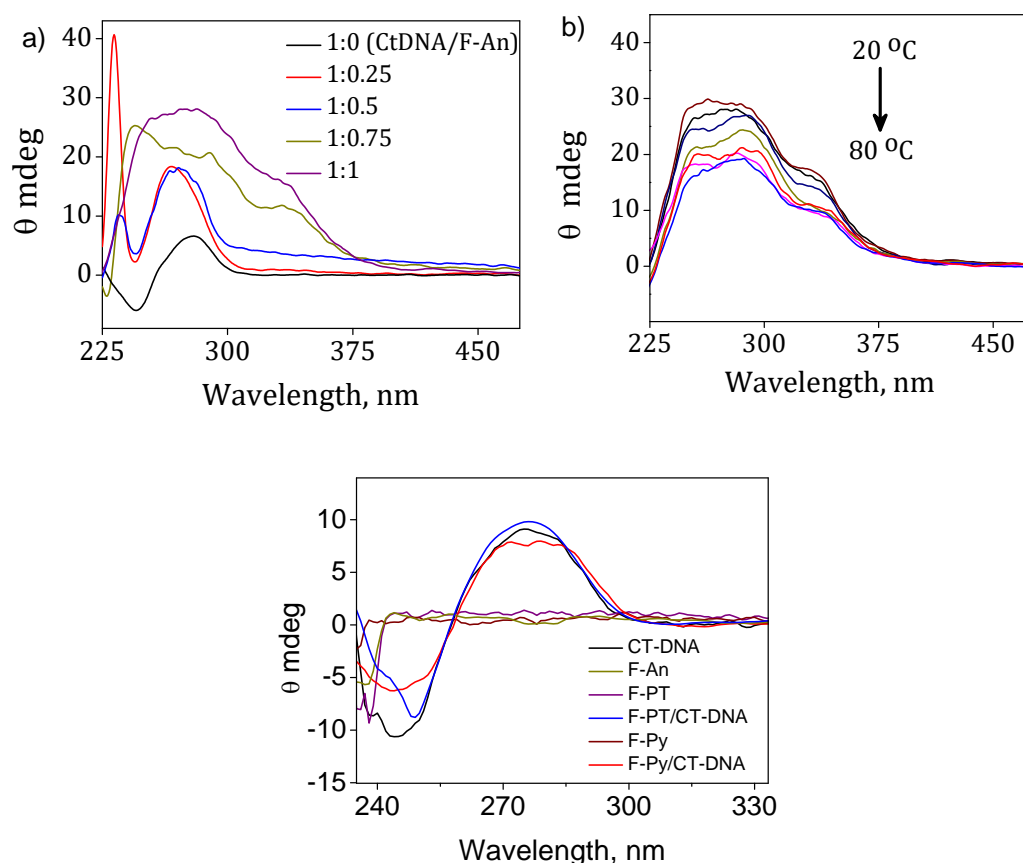 a)
40
30
20
10
0
θ mdeg
1:0 (CtDNA/F-An)
1:0.25
1:0.5
1:0.75
1:1
225 300 375 450
Wavelength, nm
b)
40
30
20
10
0
θ mdeg
20 °C
80 °C
225 300 375 450
Wavelength, nm
10
5
0
-5
-10
-15
θ mdeg
CT-DNA
F-An
F-PT
F-PT/CT-DNA
F-Py
F-Py/CT-DNA
240 270 300 330
Wavelength, nm